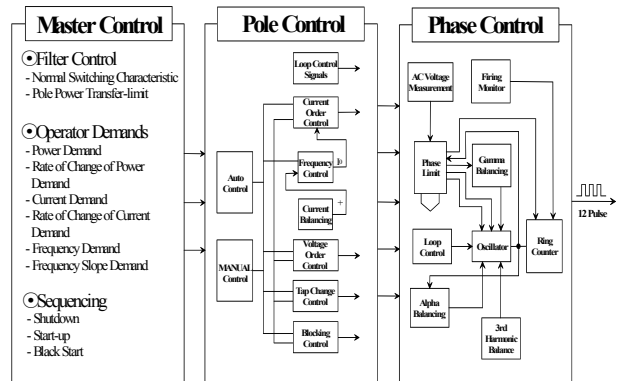 Master Control
⊙Filter Control
- Normal Switching Characteristic
- Pole Power Transfer-limit
⊙Operator Demands
- Power Demand
- Rate of Change of Power
Demand
- Current Demand
- Rate of Change of Current
Demand
- Frequency Demand
- Frequency Slope Demand
⊙Sequencing
- Shutdown
- Start-up
- Black Start
Pole Control
Loop Control
Signals
Current
Order
Control
Auto
Control
Frequency
Control
Io
Current
Balancing
+
MANUAL
Control
Voltage
Order
Control
Tap Change
Control
Blocking
Control
Phase Control
AC Voltage
Measurement
Firing
Monitor
Phase
Limit
Gamma
Balancing
Loop
Control
Oscillator
Ring
Counter
Alpha
Balancing
3rd
Harmonic
Balance
12 Pulse